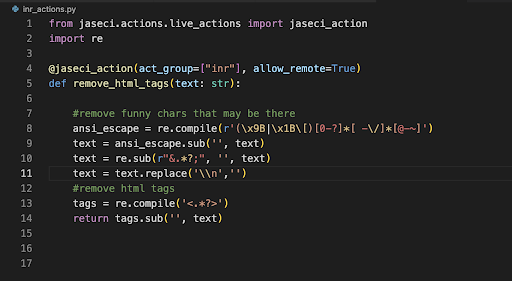 inr_actions.py
1 from jaseci.actions.live_actions import jaseci_action
2 import re
3
4 @jaseci_action(act_group=["inr"], allow_remote=True)
5 def remove_html_tags(text: str):
6
7 #remove funny chars that may be there
8 ansi_escape = re.compile(r'(\x9B|\x1B\[)[0-?]*[ -\/]*[@-~]')
9 text = ansi_escape.sub('', text)
10 text = re.sub(r"&.*?;", '', text)
11 text = text.replace('\\n','')
12 #remove html tags
13 tags = re.compile('<.*?>')
14 return tags.sub('', text)
15
16
17